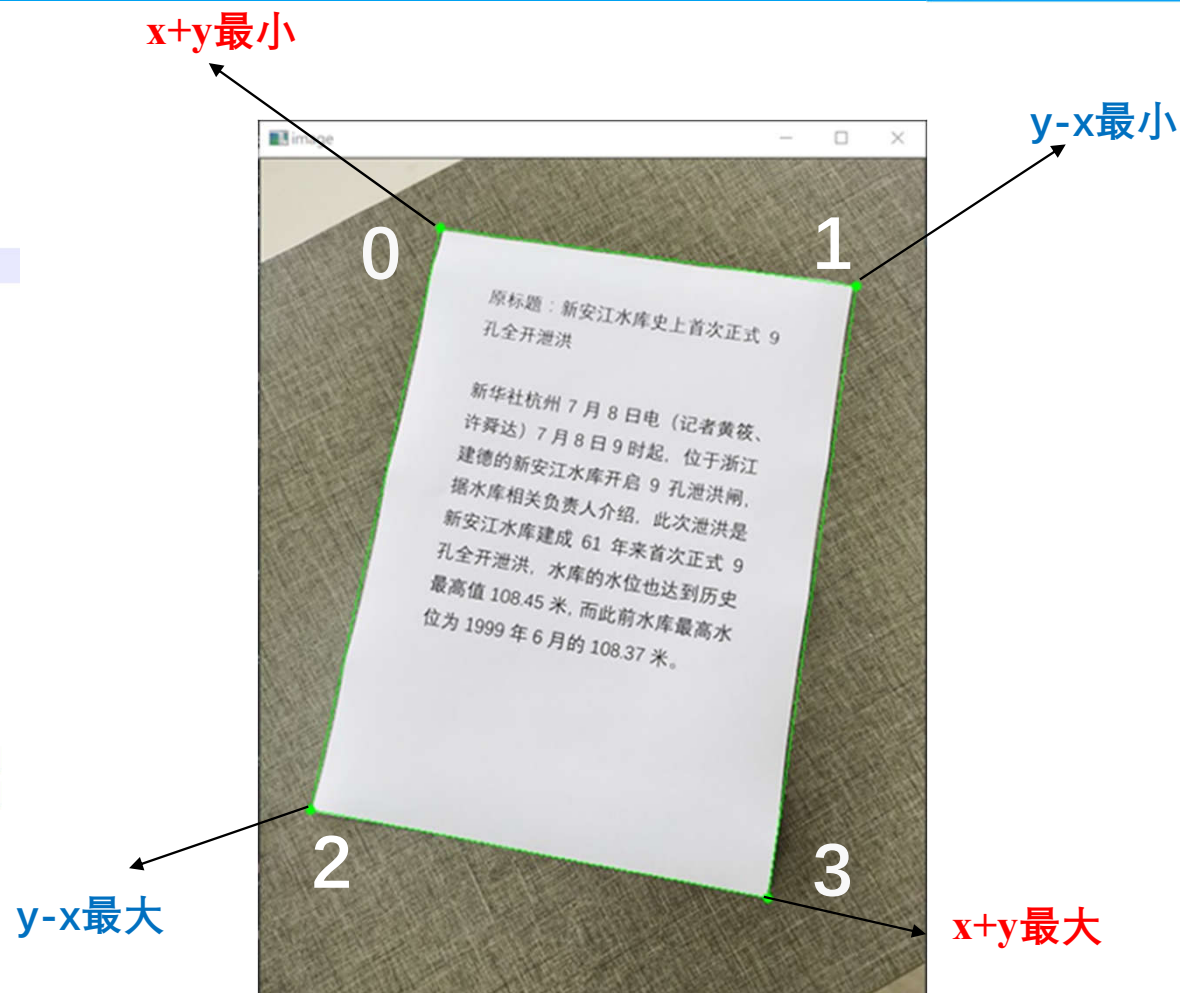 x+y最小
y-x最小
image
0
1
原标题：新安江水库史上首次正式 9
孔全开泄洪
新华社杭州 7 月 8 日电（记者黄筱、
许舜达）7 月 8 日 9 时起，位于浙江
建德的新安江水库开启 9 孔泄洪闸，
据水库相关负责人介绍，此次泄洪是
新安江水库建成 61 年来首次正式 9
孔全开泄洪，水库的水位也达到历史
最高值 108.45 米，而此前水库最高水
位为 1999 年 6 月的 108.37 米。
2
3
y-x最大
x+y最大